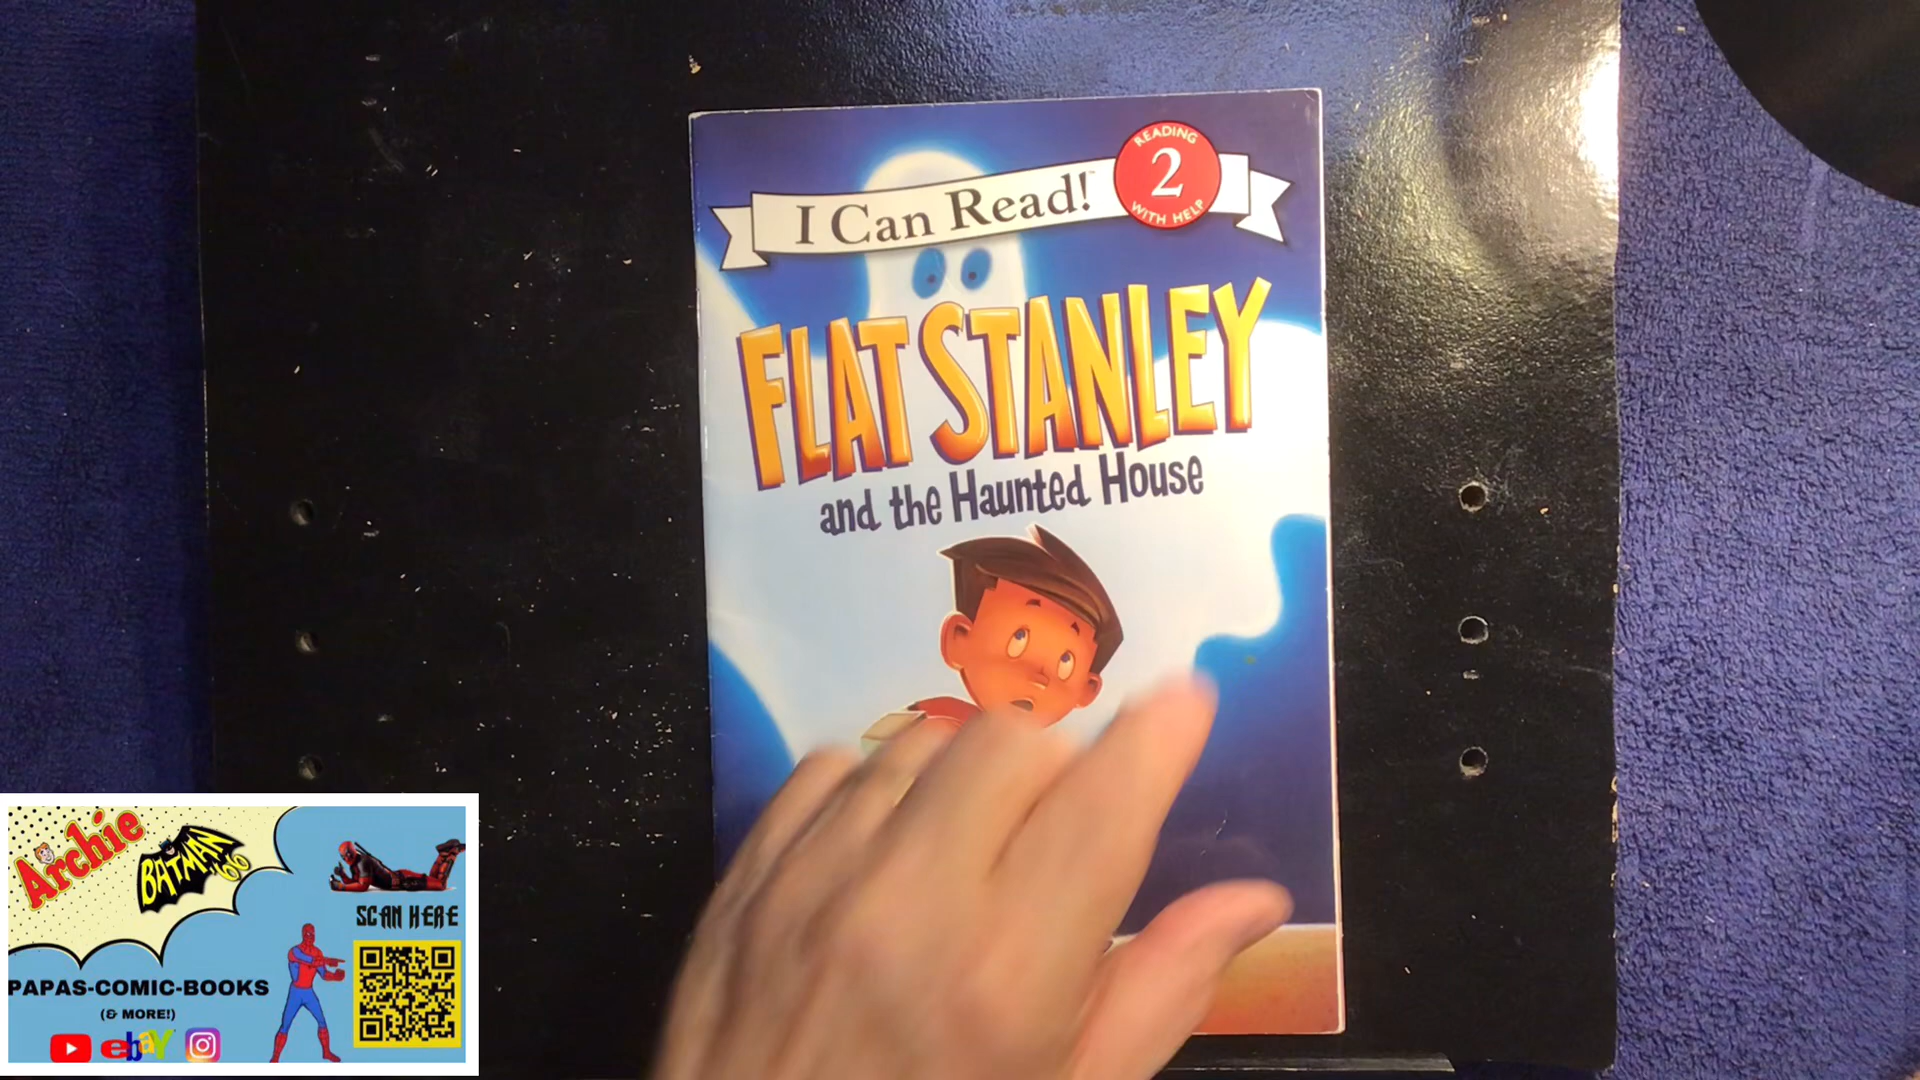 READING
2
WITH HELP
I Can Read!
FLAT STANLEY
and the Haunted House
Archie
BATMAN
'66
SCAN HERE
PAPAS-COMIC-BOOKS
(& MORE!)
ebay